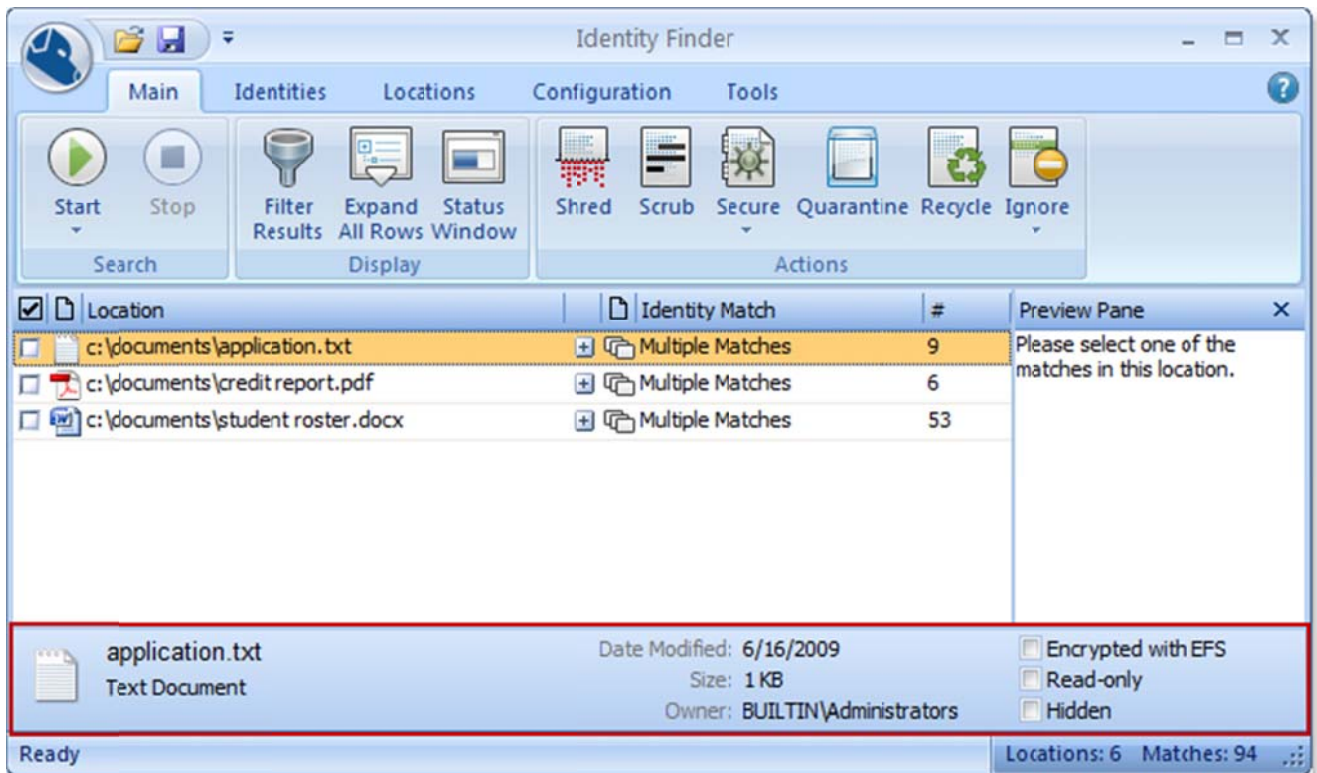 Identity Finder
Main Identities Locations Configuration Tools
Start Stop Filter Results Expand All Rows Status Window Shred Scrub Secure Quarantine Recycle Ignore
Search Display Actions
Location Identity Match # Preview Pane
c:\documents\application.txt Multiple Matches 9 Please select one of the
matches in this location.
c:\documents\credit report.pdf Multiple Matches 6
c:\documents\student roster.docx Multiple Matches 53
application.txt Date Modified: 6/16/2009 Encrypted with EFS
Text Document Size: 1 KB Read-only
Owner: BUILTIN\Administrators Hidden
Ready Locations: 6 Matches: 94